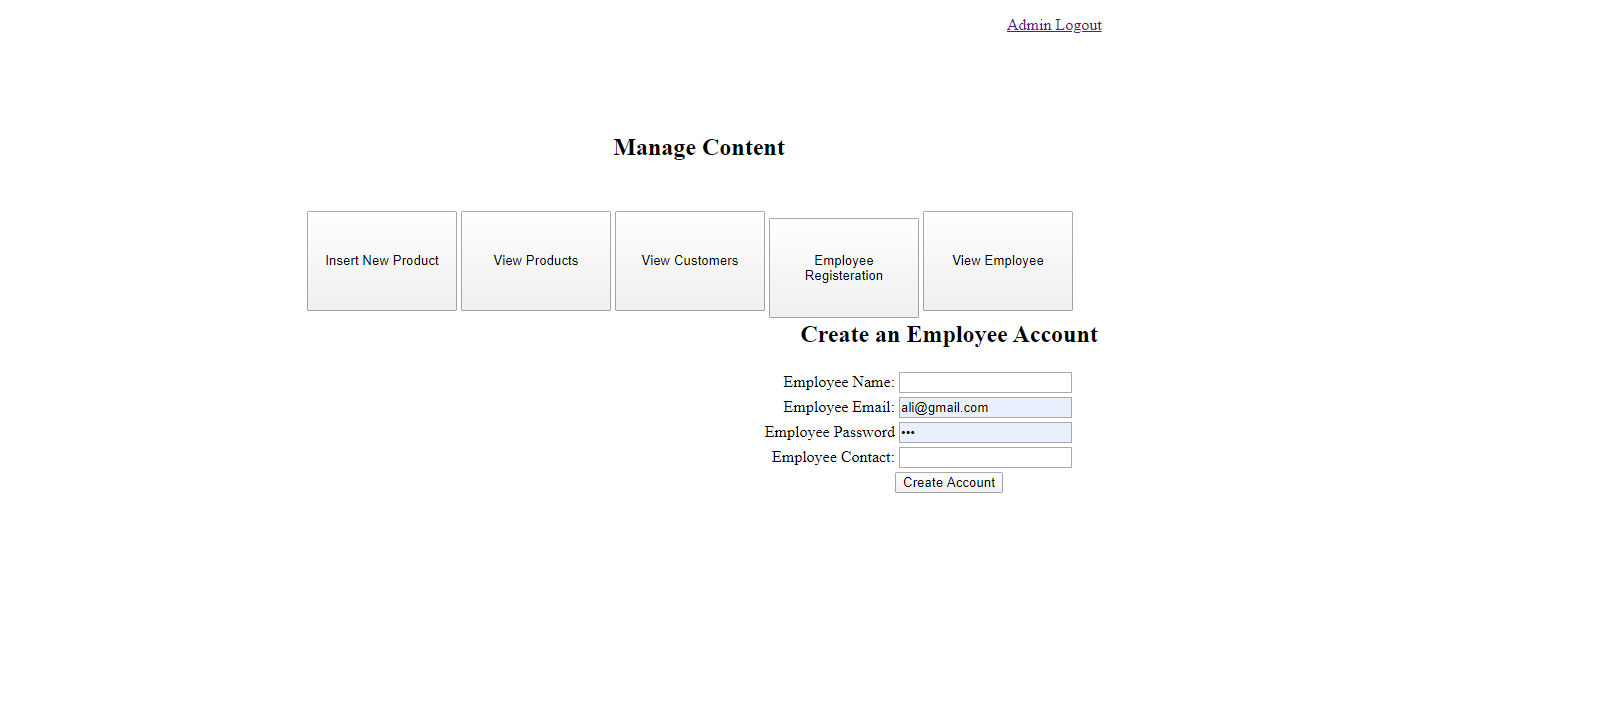 Admin Logout
Manage Content
Insert New Product
View Products
View Customers
Employee
Registeration
View Employee
Create an Employee Account
Employee Name:
Employee Email: ali@gmail.com
Employee Password •••
Employee Contact:
Create Account